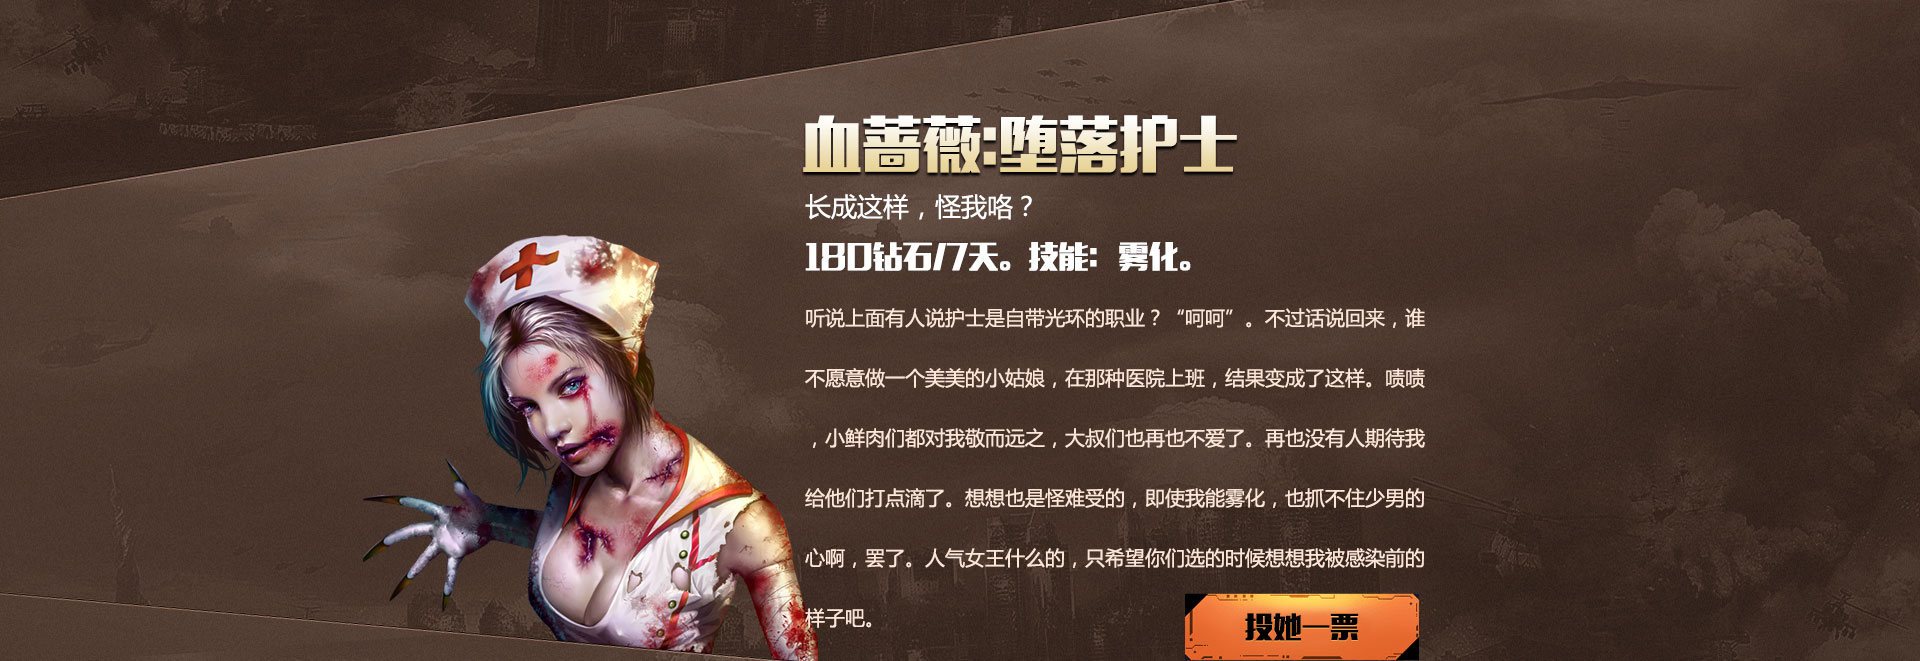 血蔷薇:堕落护士
长成这样，怪我咯？
180钻石/7天。技能：雾化。
听说上面有人说护士是自带光环的职业？“呵呵”。不过话说回来，谁
不愿意做一个美美的小姑娘，在那种医院上班，结果变成了这样。啧啧
，小鲜肉们都对我敬而远之，大叔们也再也不爱了。再也没有人期待我
给他们打点滴了。想想也是怪难受的，即使我能雾化，也抓不住少男的
心啊，罢了。人气女王什么的，只希望你们选的时候想想我被感染前的
样子吧。
投她一票